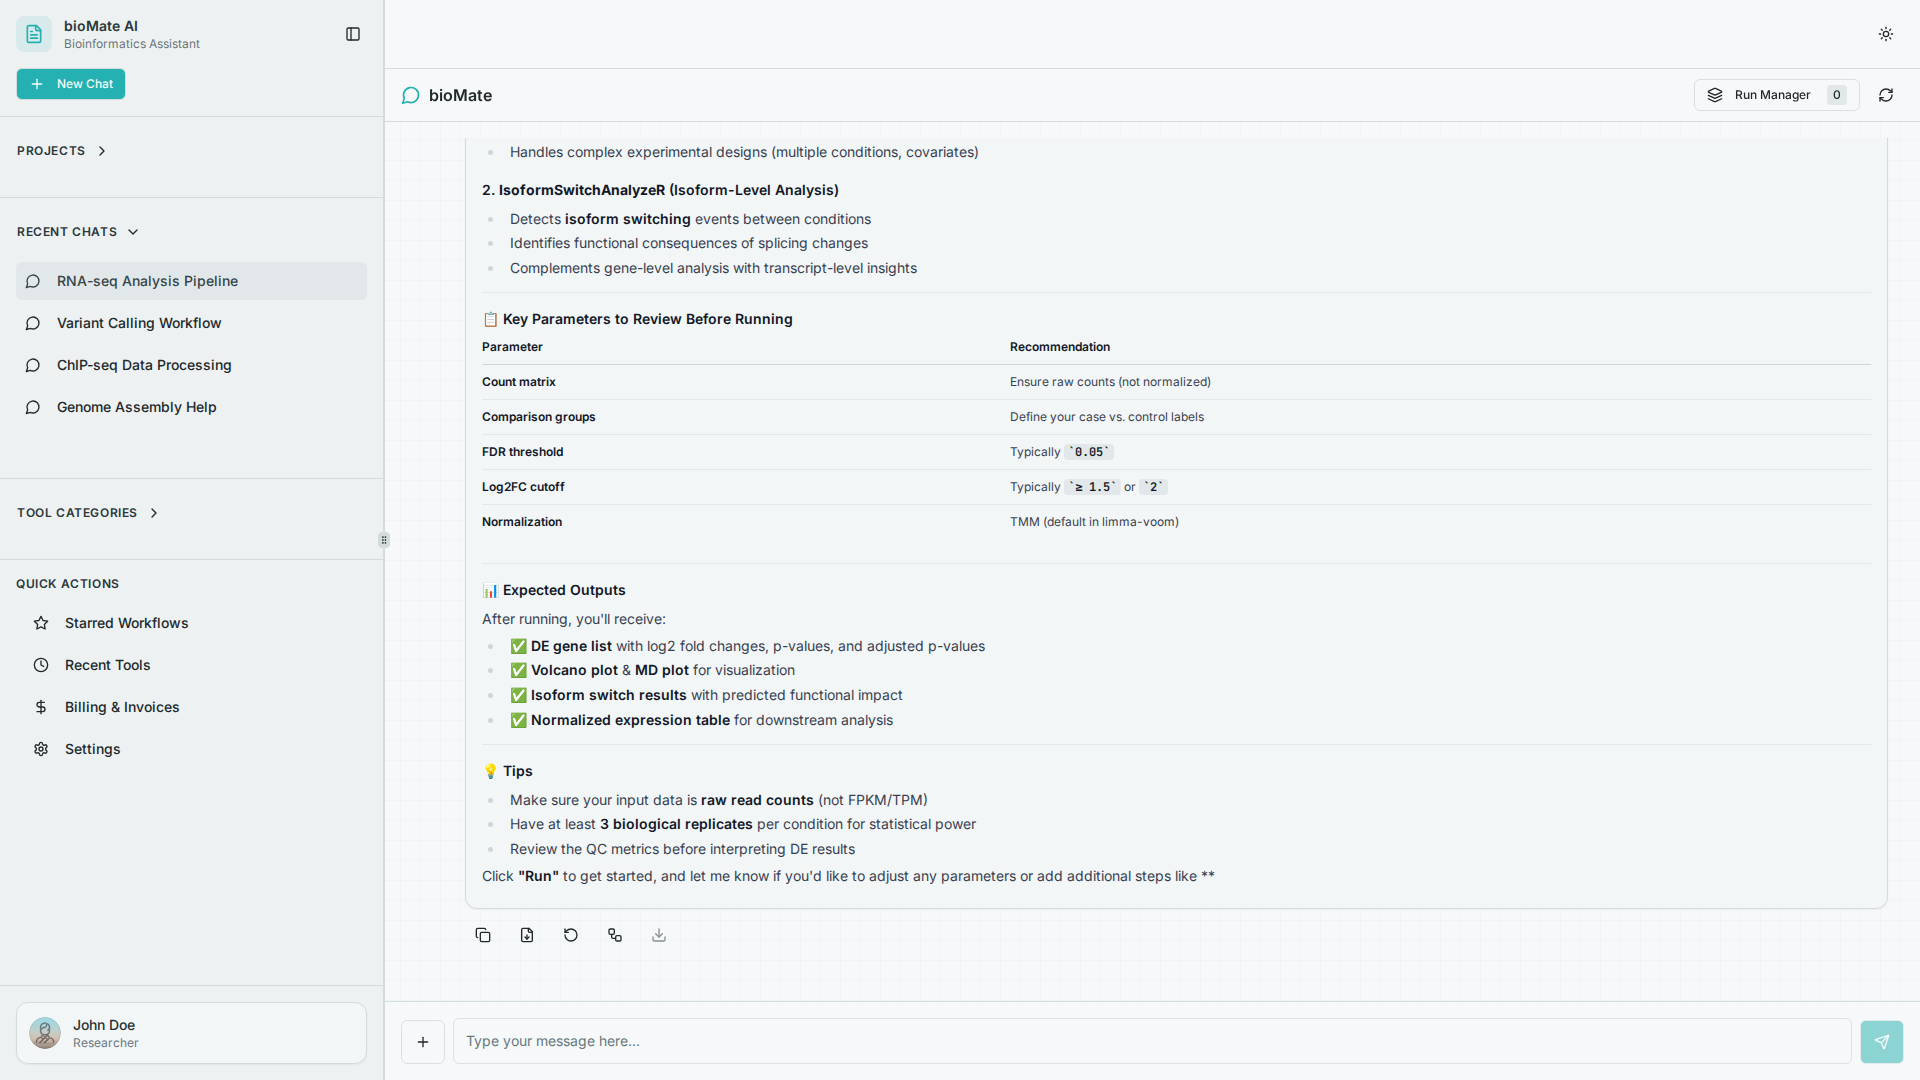 bioMate AI
Bioinformatics Assistant
New Chat
PROJECTS
RECENT CHATS
RNA-seq Analysis Pipeline
Variant Calling Workflow
ChIP-seq Data Processing
Genome Assembly Help
TOOL CATEGORIES
QUICK ACTIONS
Starred Workflows
Recent Tools
Billing & Invoices
Settings
John Doe
Researcher
bioMate
Run Manager 0
Handles complex experimental designs (multiple conditions, covariates)
2. IsoformSwitchAnalyzeR (Isoform-Level Analysis)
Detects isoform switching events between conditions
Identifies functional consequences of splicing changes
Complements gene-level analysis with transcript-level insights
📋 Key Parameters to Review Before Running
Parameter Recommendation
Count matrix Ensure raw counts (not normalized)
Comparison groups Define your case vs. control labels
FDR threshold Typically `0.05`
Log2FC cutoff Typically `≥ 1.5` or `2`
Normalization TMM (default in limma-voom)
📊 Expected Outputs
After running, you'll receive:
✅ DE gene list with log2 fold changes, p-values, and adjusted p-values
✅ Volcano plot & MD plot for visualization
✅ Isoform switch results with predicted functional impact
✅ Normalized expression table for downstream analysis
💡 Tips
Make sure your input data is raw read counts (not FPKM/TPM)
Have at least 3 biological replicates per condition for statistical power
Review the QC metrics before interpreting DE results
Click "Run" to get started, and let me know if you'd like to adjust any parameters or add additional steps like **
Type your message here...